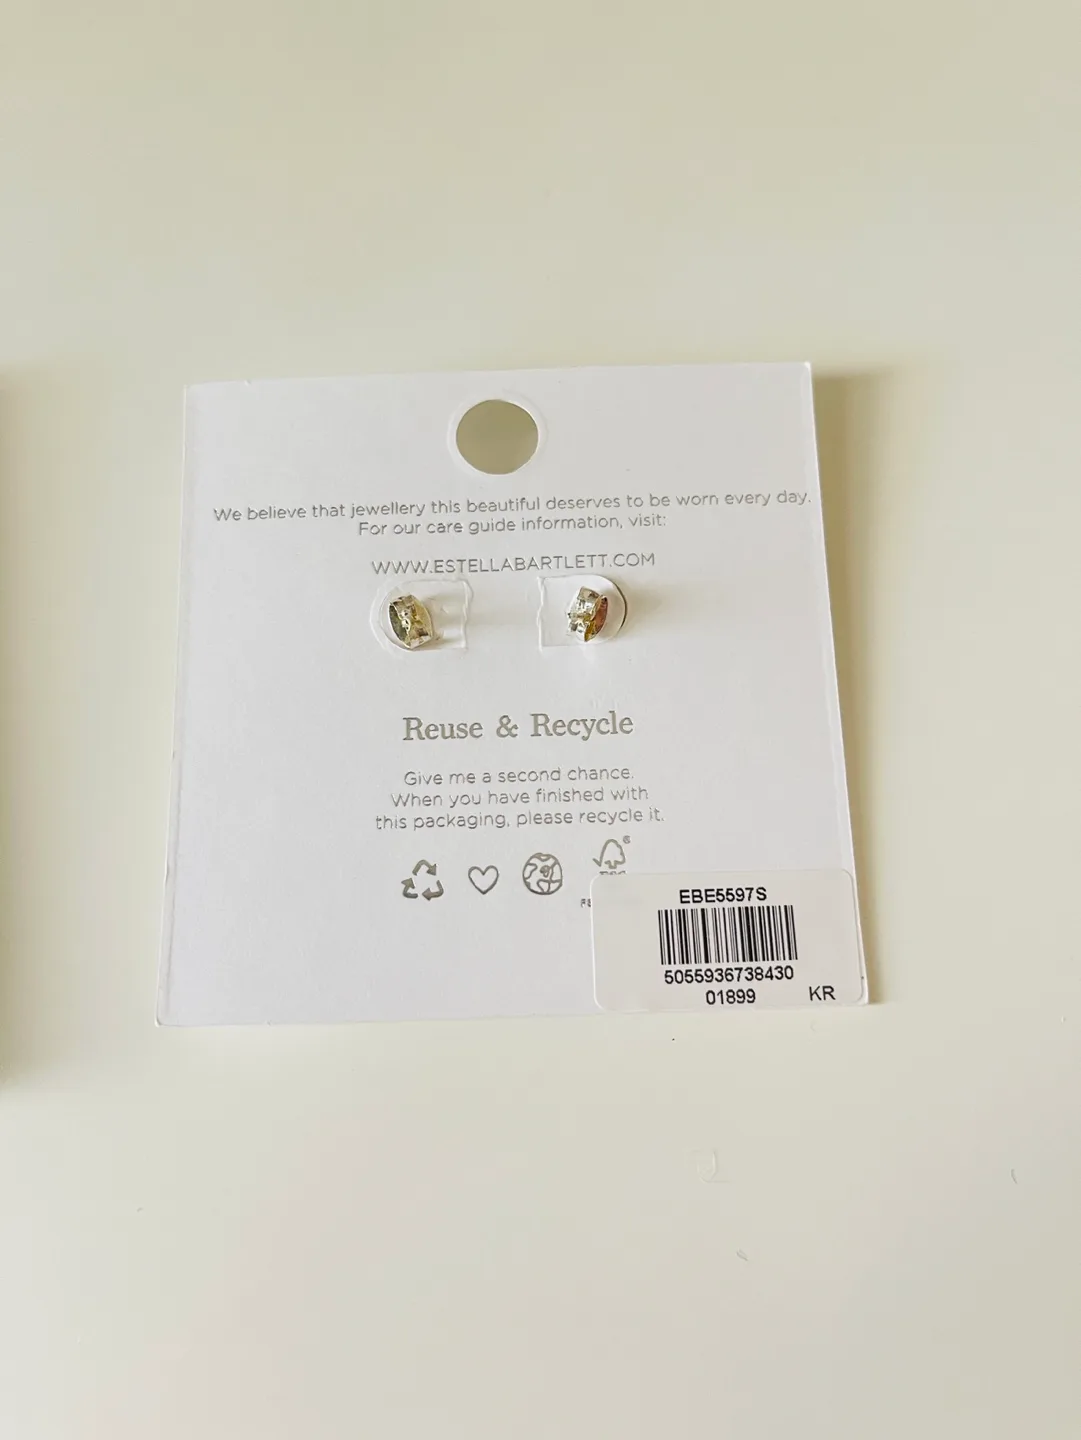 We believe that jewellery this beautiful deserves to be worn every day.
For our care guide information, visit:
WWW.ESTELLABARTLETT.COM
Reuse & Recycle
Give me a second chance.
When you have finished with
this packaging, please recycle it.
EBE5597S
5055936738430
01899 KR